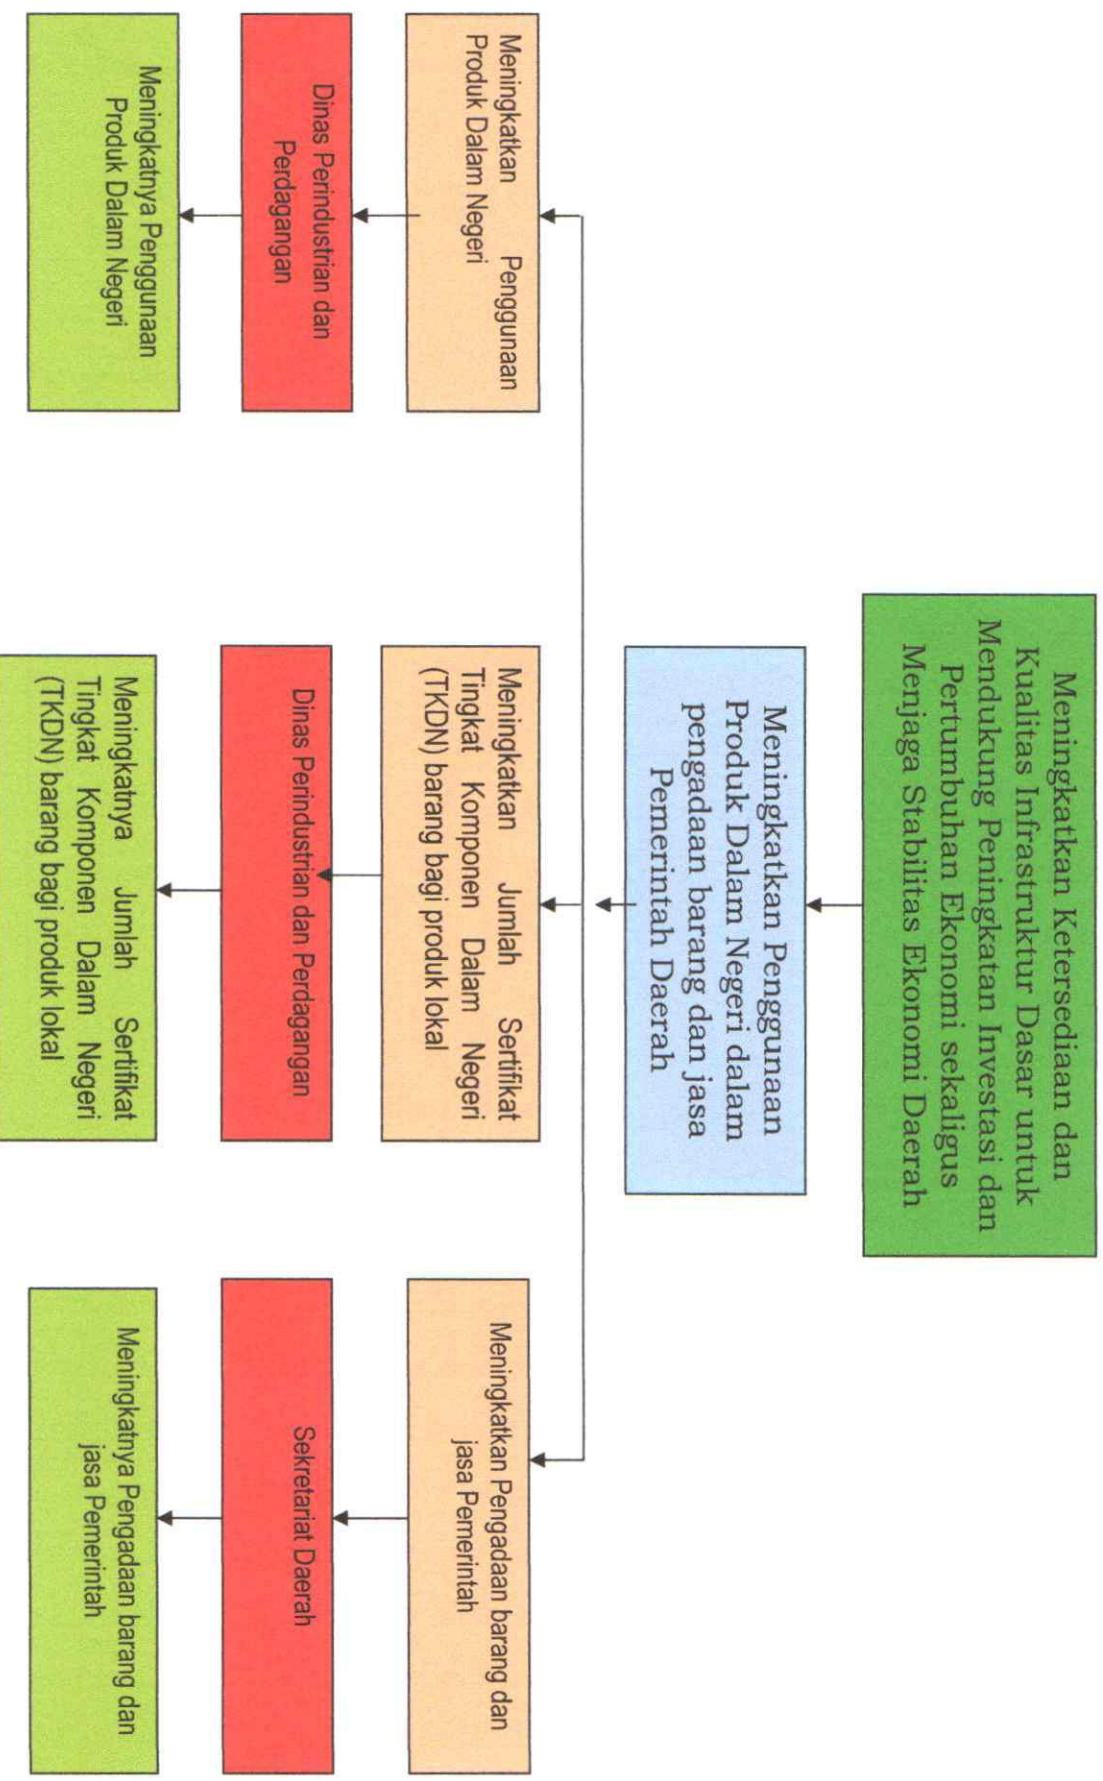 Meningkatkan Ketersediaan dan
Kualitas Infrastruktur Dasar untuk
Mendukung Peningkatan Investasi dan
Pertumbuhan Ekonomi sekaligus
Menjaga Stabilitas Ekonomi Daerah
Meningkatkan Penggunaan
Produk Dalam Negeri dalam
pengadaan barang dan jasa
Pemerintah Daerah
Meningkatkan Penggunaan
Produk Dalam Negeri
Dinas Perindustrian dan
Perdagangan
Meningkatnya Penggunaan
Produk Dalam Negeri
Meningkatkan Jumlah Sertifikat
Tingkat Komponen Dalam Negeri
(TKDN) barang bagi produk lokal
Dinas Perindustrian dan Perdagangan
Meningkatnya Jumlah Sertifikat
Tingkat Komponen Dalam Negeri
(TKDN) barang bagi produk lokal
Meningkatkan Pengadaan barang dan
jasa Pemerintah
Sekretariat Daerah
Meningkatnya Pengadaan barang dan
jasa Pemerintah